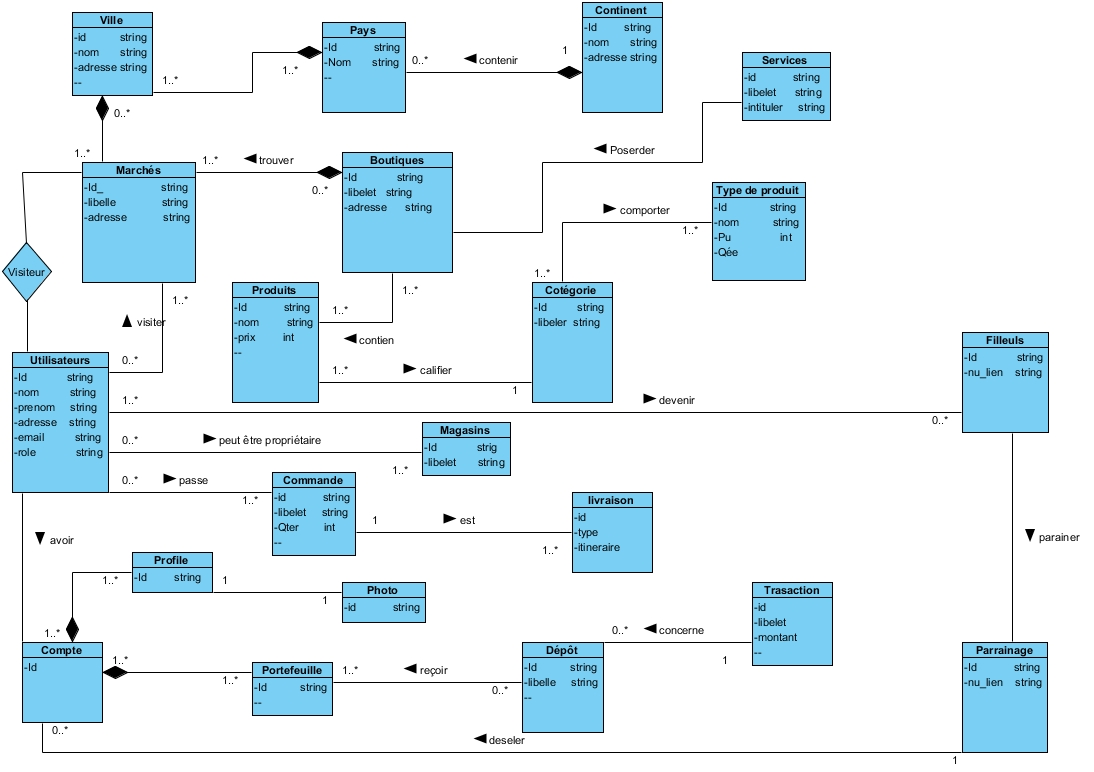 Ville
-id string
-nom string
-adresse string
--
Pays
-Id string
-Nom string
--
Continent
-Id string
-nom string
-adresse string
Services
-id string
-libelet string
-intituler string
1..*
1..*
0..*
contenir
1
0..*
1..*
Marchés
-Id_ string
-libelle string
-adresse string
1..*
trouver
0..*
Boutiques
-Id string
-libelet string
-adresse string
Poserder
Type de produit
-Id string
-nom string
-Pu int
-Qée
comporter
1..*
1..*
Visiteur
1..*
visiter
0..*
Produits
-Id string
-nom string
-prix int
--
1..*
1..*
contien
Cotégorie
-Id string
-libeler string
1..*
califier
1
Utilisateurs
-Id string
-nom string
-prenom string
-adresse string
-email string
-role string
Filleuls
-Id string
-nu_lien string
1..*
devenir
0..*
0..*
peut être propriétaire
1..*
Magasins
-Id strig
-libelet string
0..*
passe
1..*
Commande
-id string
-libelet string
-Qter int
--
1
est
1..*
livraison
-id
-type
-itineraire
avoir
parainer
Profile
-Id string
1..*
1
1
Photo
-id string
Trasaction
-id
-libelet
-montant
--
0..*
concerne
1
1..*
Compte
-Id
1..*
1..*
Portefeuille
-Id string
--
1..*
reçoir
0..*
Dépôt
-Id string
-libelle string
--
Parrainage
-Id string
-nu_lien string
0..*
deseler
1